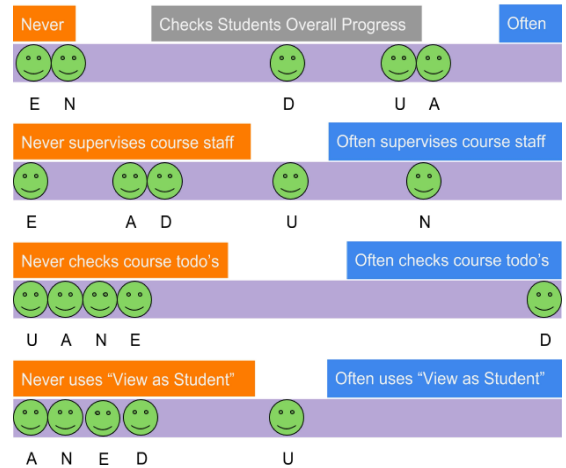 Never Checks Students Overall Progress Often
E N D U A
Never supervises course staff Often supervises course staff
E A D U N
Never checks course todo's Often checks course todo's
U A N E D
Never uses “View as Student” Often uses “View as Student”
A N E D U